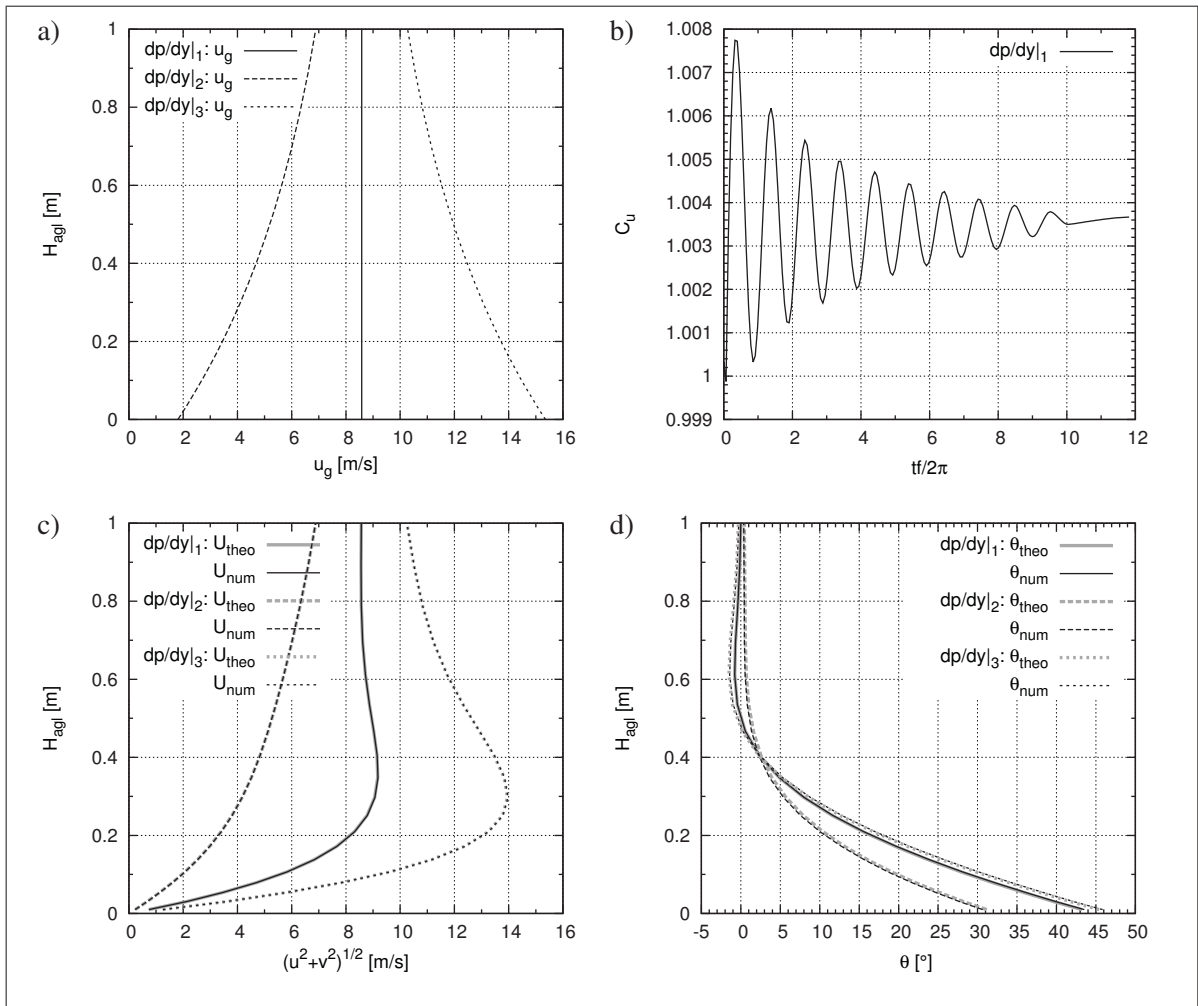 a)
dp/dy|1: ug
dp/dy|2: ug
dp/dy|3: ug
1
0.8
0.6
0.4
0.2
0
Hagl [m]
0 2 4 6 8 10 12 14 16
ug [m/s]
b)
dp/dy|1
1.008
1.007
1.006
1.005
1.004
1.003
1.002
1.001
1
0.999
Cu
0 2 4 6 8 10 12
tf/2π
c)
dp/dy|1: Utheo
Unum
dp/dy|2: Utheo
Unum
dp/dy|3: Utheo
Unum
1
0.8
0.6
0.4
0.2
0
Hagl [m]
0 2 4 6 8 10 12 14 16
(u2+v2)1/2 [m/s]
d)
dp/dy|1: θtheo
θnum
dp/dy|2: θtheo
θnum
dp/dy|3: θtheo
θnum
1
0.8
0.6
0.4
0.2
0
Hagl [m]
-5 0 5 10 15 20 25 30 35 40 45 50
θ [°]